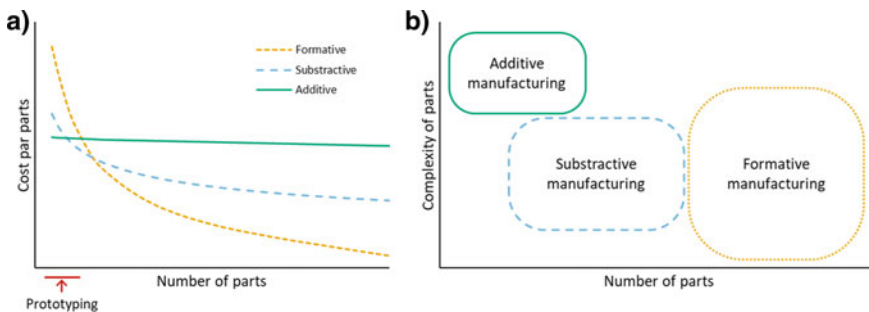 a)
Cost par parts
Formative
Substractive
Additive
Number of parts
Prototyping
b)
Complexity of parts
Additive
manufacturing
Substractive
manufacturing
Formative
manufacturing
Number of parts